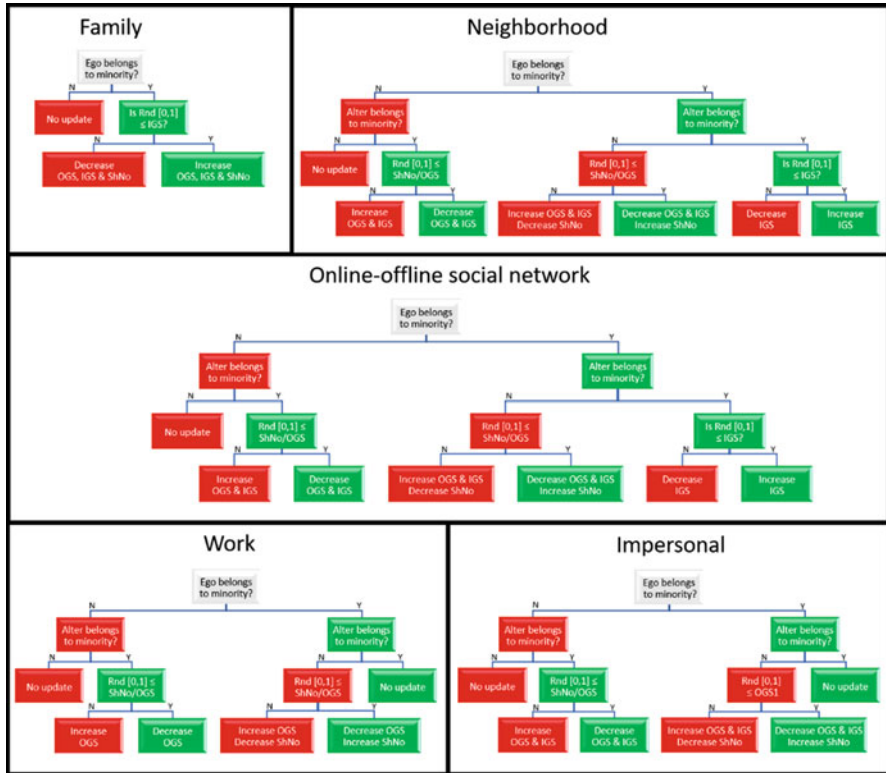 Family
Ego belongs
to minority?
N
Y
No update
Is Rnd [0,1]
≤ IGS?
N
Y
Decrease
OGS, IGS & ShNo
Increase
OGS, IGS & ShNo
Neighborhood
Ego belongs
to minority?
N
Y
Alter belongs
to minority?
Alter belongs
to minority?
N
Y
N
Y
No update
Rnd [0,1] ≤
ShNo/OGS
Rnd [0,1] ≤
ShNo/OGS
Is Rnd [0,1]
≤ IGS?
N
Y
N
Y
N
Y
Increase
OGS & IGS
Decrease
OGS & IGS
Increase OGS & IGS
Decrease ShNo
Decrease OGS & IGS
Increase ShNo
Decrease
IGS
Increase
IGS
Online-offline social network
Ego belongs
to minority?
N
Y
Alter belongs
to minority?
Alter belongs
to minority?
N
Y
N
Y
No update
Rnd [0,1] ≤
ShNo/OGS
Rnd [0,1] ≤
ShNo/OGS
Is Rnd [0,1]
≤ IGS?
N
Y
N
Y
N
Y
Increase
OGS & IGS
Decrease
OGS & IGS
Increase OGS & IGS
Decrease ShNo
Decrease OGS & IGS
Increase ShNo
Decrease
IGS
Increase
IGS
Work
Ego belongs
to minority?
N
Y
Alter belongs
to minority?
Alter belongs
to minority?
N
Y
N
Y
No update
Rnd [0,1] ≤
ShNo/OGS
Rnd [0,1] ≤
ShNo/OGS
No update
N
Y
N
Y
Increase
OGS
Decrease
OGS
Increase OGS
Decrease ShNo
Decrease OGS
Increase ShNo
Impersonal
Ego belongs
to minority?
N
Y
Alter belongs
to minority?
Alter belongs
to minority?
N
Y
N
Y
No update
Rnd [0,1] ≤
ShNo/OGS
Rnd [0,1]
≤ OGS1
No update
N
Y
N
Y
Increase
OGS & IGS
Decrease
OGS & IGS
Increase OGS & IGS
Decrease ShNo
Decrease OGS & IGS
Increase ShNo